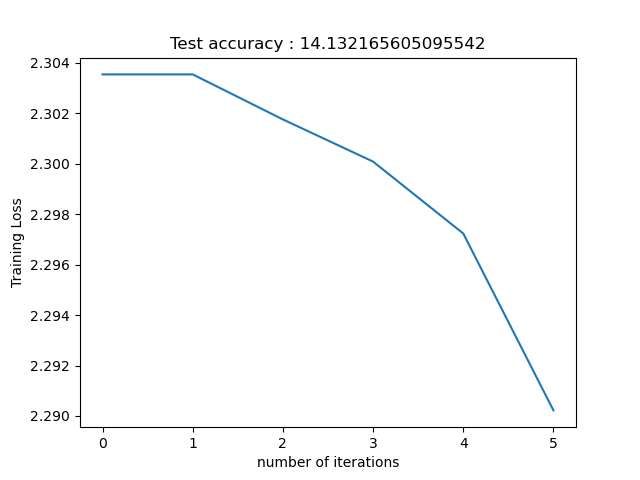 Test accuracy : 14.132165605095542
2.304
2.302
2.300
2.298
2.296
2.294
2.292
2.290
Training Loss
0 1 2 3 4 5
number of iterations